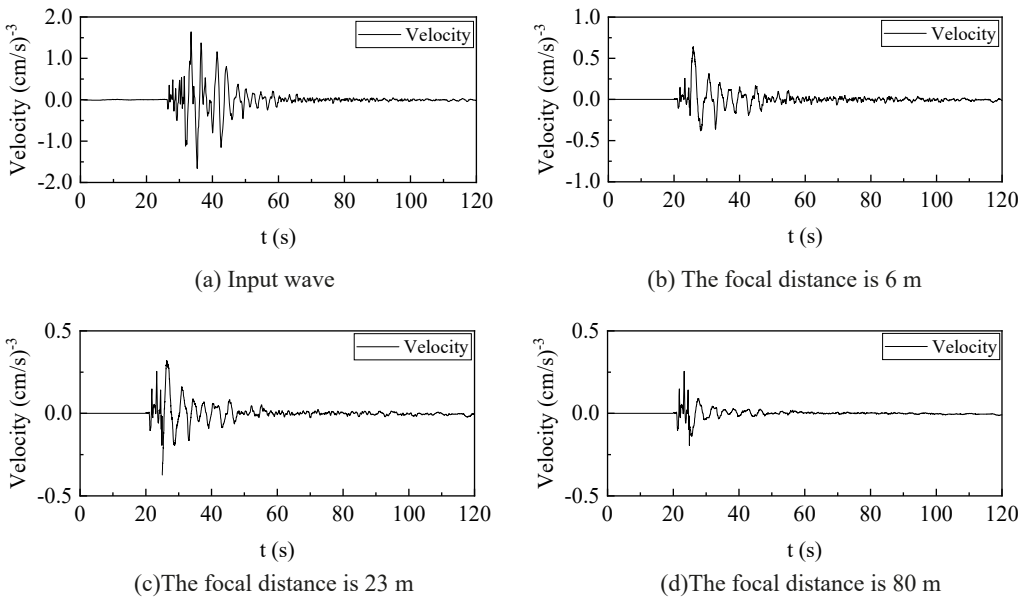 2.0
1.0
0.0
-1.0
-2.0
Velocity (cm/s)⁻³
Velocity
0 20 40 60 80 100 120
t (s)
(a) Input wave
1.0
0.5
0.0
-0.5
-1.0
Velocity (cm/s)⁻³
Velocity
0 20 40 60 80 100 120
t (s)
(b) The focal distance is 6 m
0.5
0.0
-0.5
Velocity (cm/s)⁻³
Velocity
0 20 40 60 80 100 120
t (s)
(c)The focal distance is 23 m
0.5
0.0
-0.5
Velocity (cm/s)⁻³
Velocity
0 20 40 60 80 100 120
t (s)
(d)The focal distance is 80 m